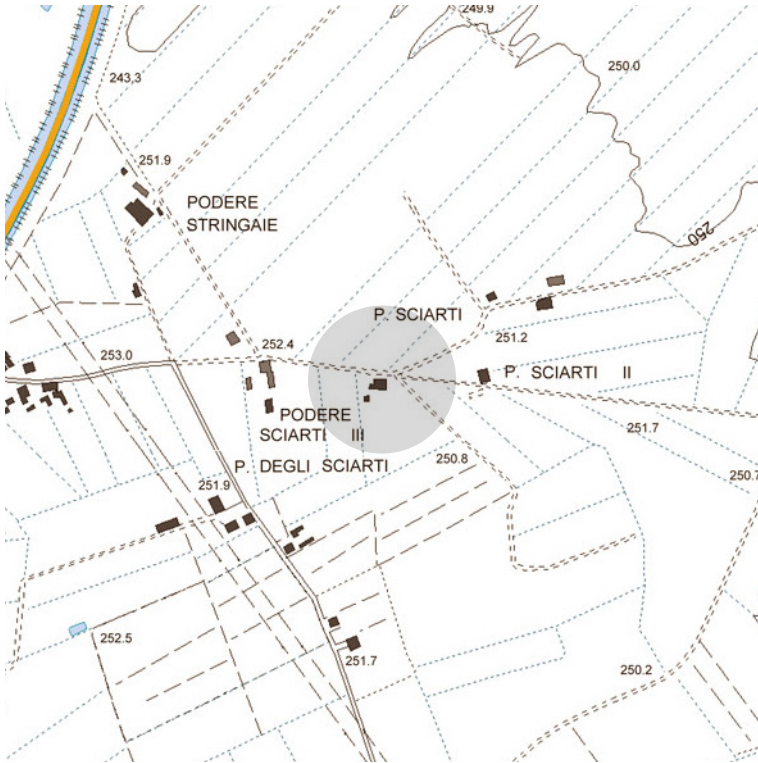 249.9
250.0
243,3
251.9
PODERE
STRINGAIE
250
P. SCIARTI
251.2
252.4
253.0
P. SCIARTI II
PODERE
SCIARTI III
251.7
P. DEGLI SCIARTI
250.8
250.7
251.9
252.5
251.7
250.2